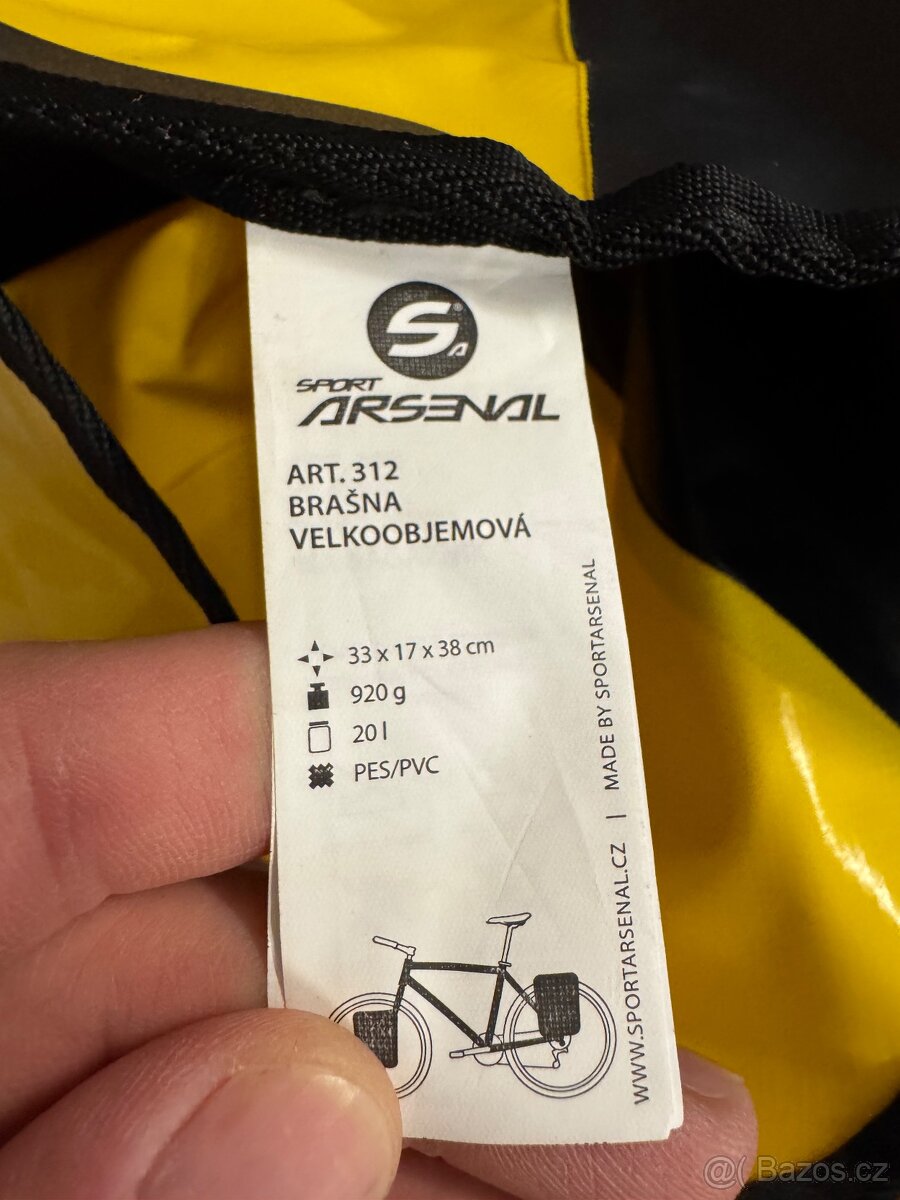 S
A
®
SPORT
ARSENAL
ART. 312
BRAŠNA
VELKOOBJEMOVÁ
33 x 17 x 38 cm
920 g
20 l
PES/PVC
WWW.SPORTARSENAL.CZ | MADE BY SPORTARSENAL
@( Bazos.cz